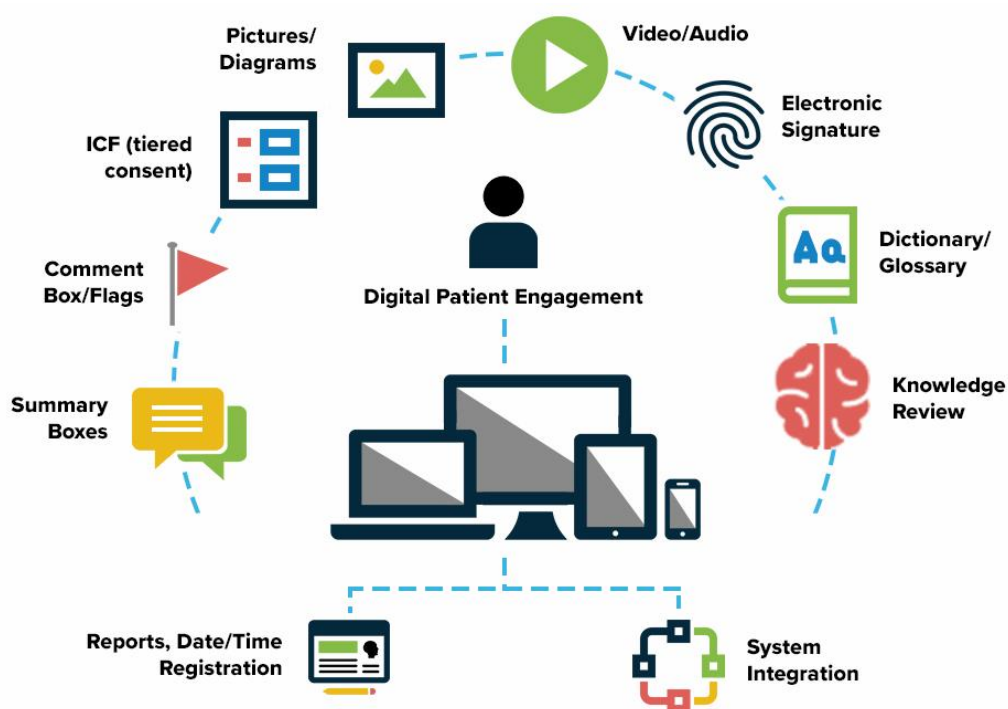 Pictures/
Diagrams
Video/Audio
Electronic
Signature
ICF (tiered
consent)
Dictionary/
Glossary
Aa
Comment
Box/Flags
Digital Patient Engagement
Knowledge
Review
Summary
Boxes
Reports, Date/Time
Registration
System
Integration